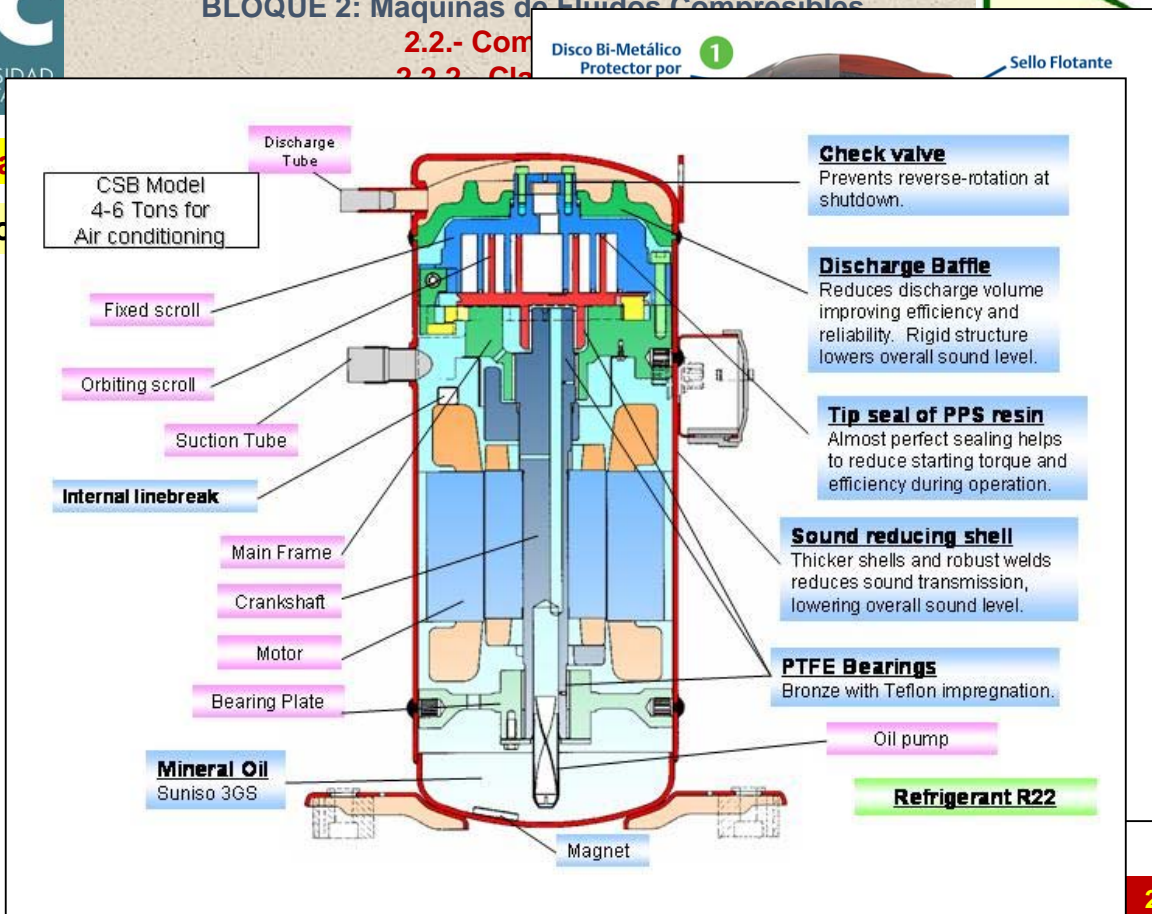 BLOQUE 2: Máquinas de Fluidos Compresibles
2.2.- Com
Disco Bi-Metálico
Protector por
1
Sello Flotante
Discharge
Tube
CSB Model
4-6 Tons for
Air conditioning
Fixed scroll
Orbiting scroll
Suction Tube
Internal linebreak
Main Frame
Crankshaft
Motor
Bearing Plate
Mineral Oil
Suniso 3GS
Magnet
Check valve
Prevents reverse-rotation at
shutdown.
Discharge Baffle
Reduces discharge volume
improving efficiency and
reliability. Rigid structure
lowers overall sound level.
Tip seal of PPS resin
Almost perfect sealing helps
to reduce starting torque and
efficiency during operation.
Sound reducing shell
Thicker shells and robust welds
reduces sound transmission,
lowering overall sound level.
PTFE Bearings
Bronze with Teflon impregnation.
Oil pump
Refrigerant R22